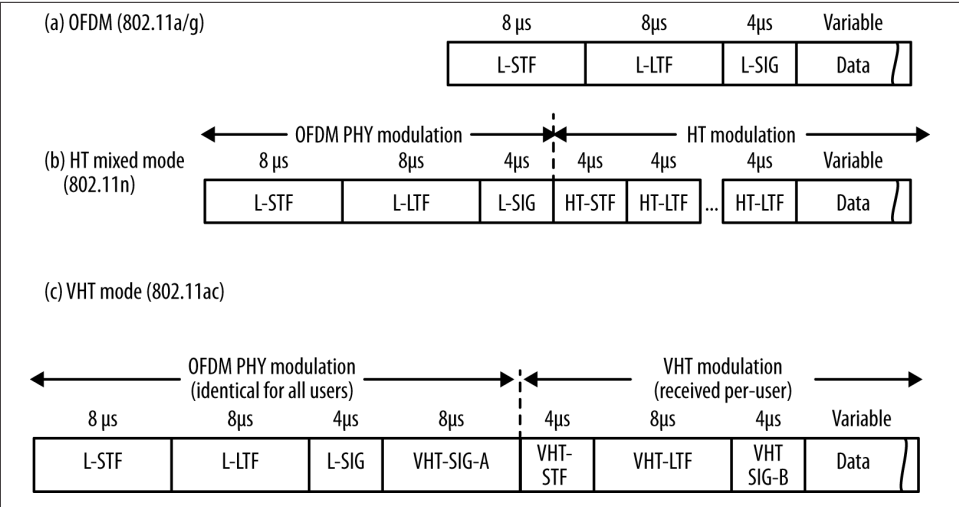 (a) OFDM (802.11a/g)
8 µs 8µs 4µs Variable
L-STF L-LTF L-SIG Data
OFDM PHY modulation HT modulation
(b) HT mixed mode
(802.11n)
8 µs 8µs 4µs 4µs 4µs 4µs Variable
L-STF L-LTF L-SIG HT-STF HT-LTF ... HT-LTF Data
(c) VHT mode (802.11ac)
OFDM PHY modulation
(identical for all users)
VHT modulation
(received per-user)
8 µs 8µs 4µs 8µs 4µs 8µs 4µs Variable
L-STF L-LTF L-SIG VHT-SIG-A VHT-
STF VHT-LTF VHT
SIG-B Data